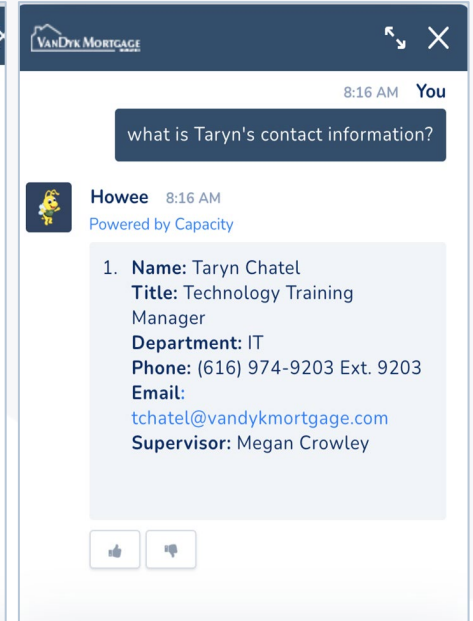 VANDYK MORTGAGE
8:16 AM You
what is Taryn's contact information?
Howee 8:16 AM
Powered by Capacity
1. Name: Taryn Chatel
Title: Technology Training
Manager
Department: IT
Phone: (616) 974-9203 Ext. 9203
Email:
tchatel@vandykmortgage.com
Supervisor: Megan Crowley